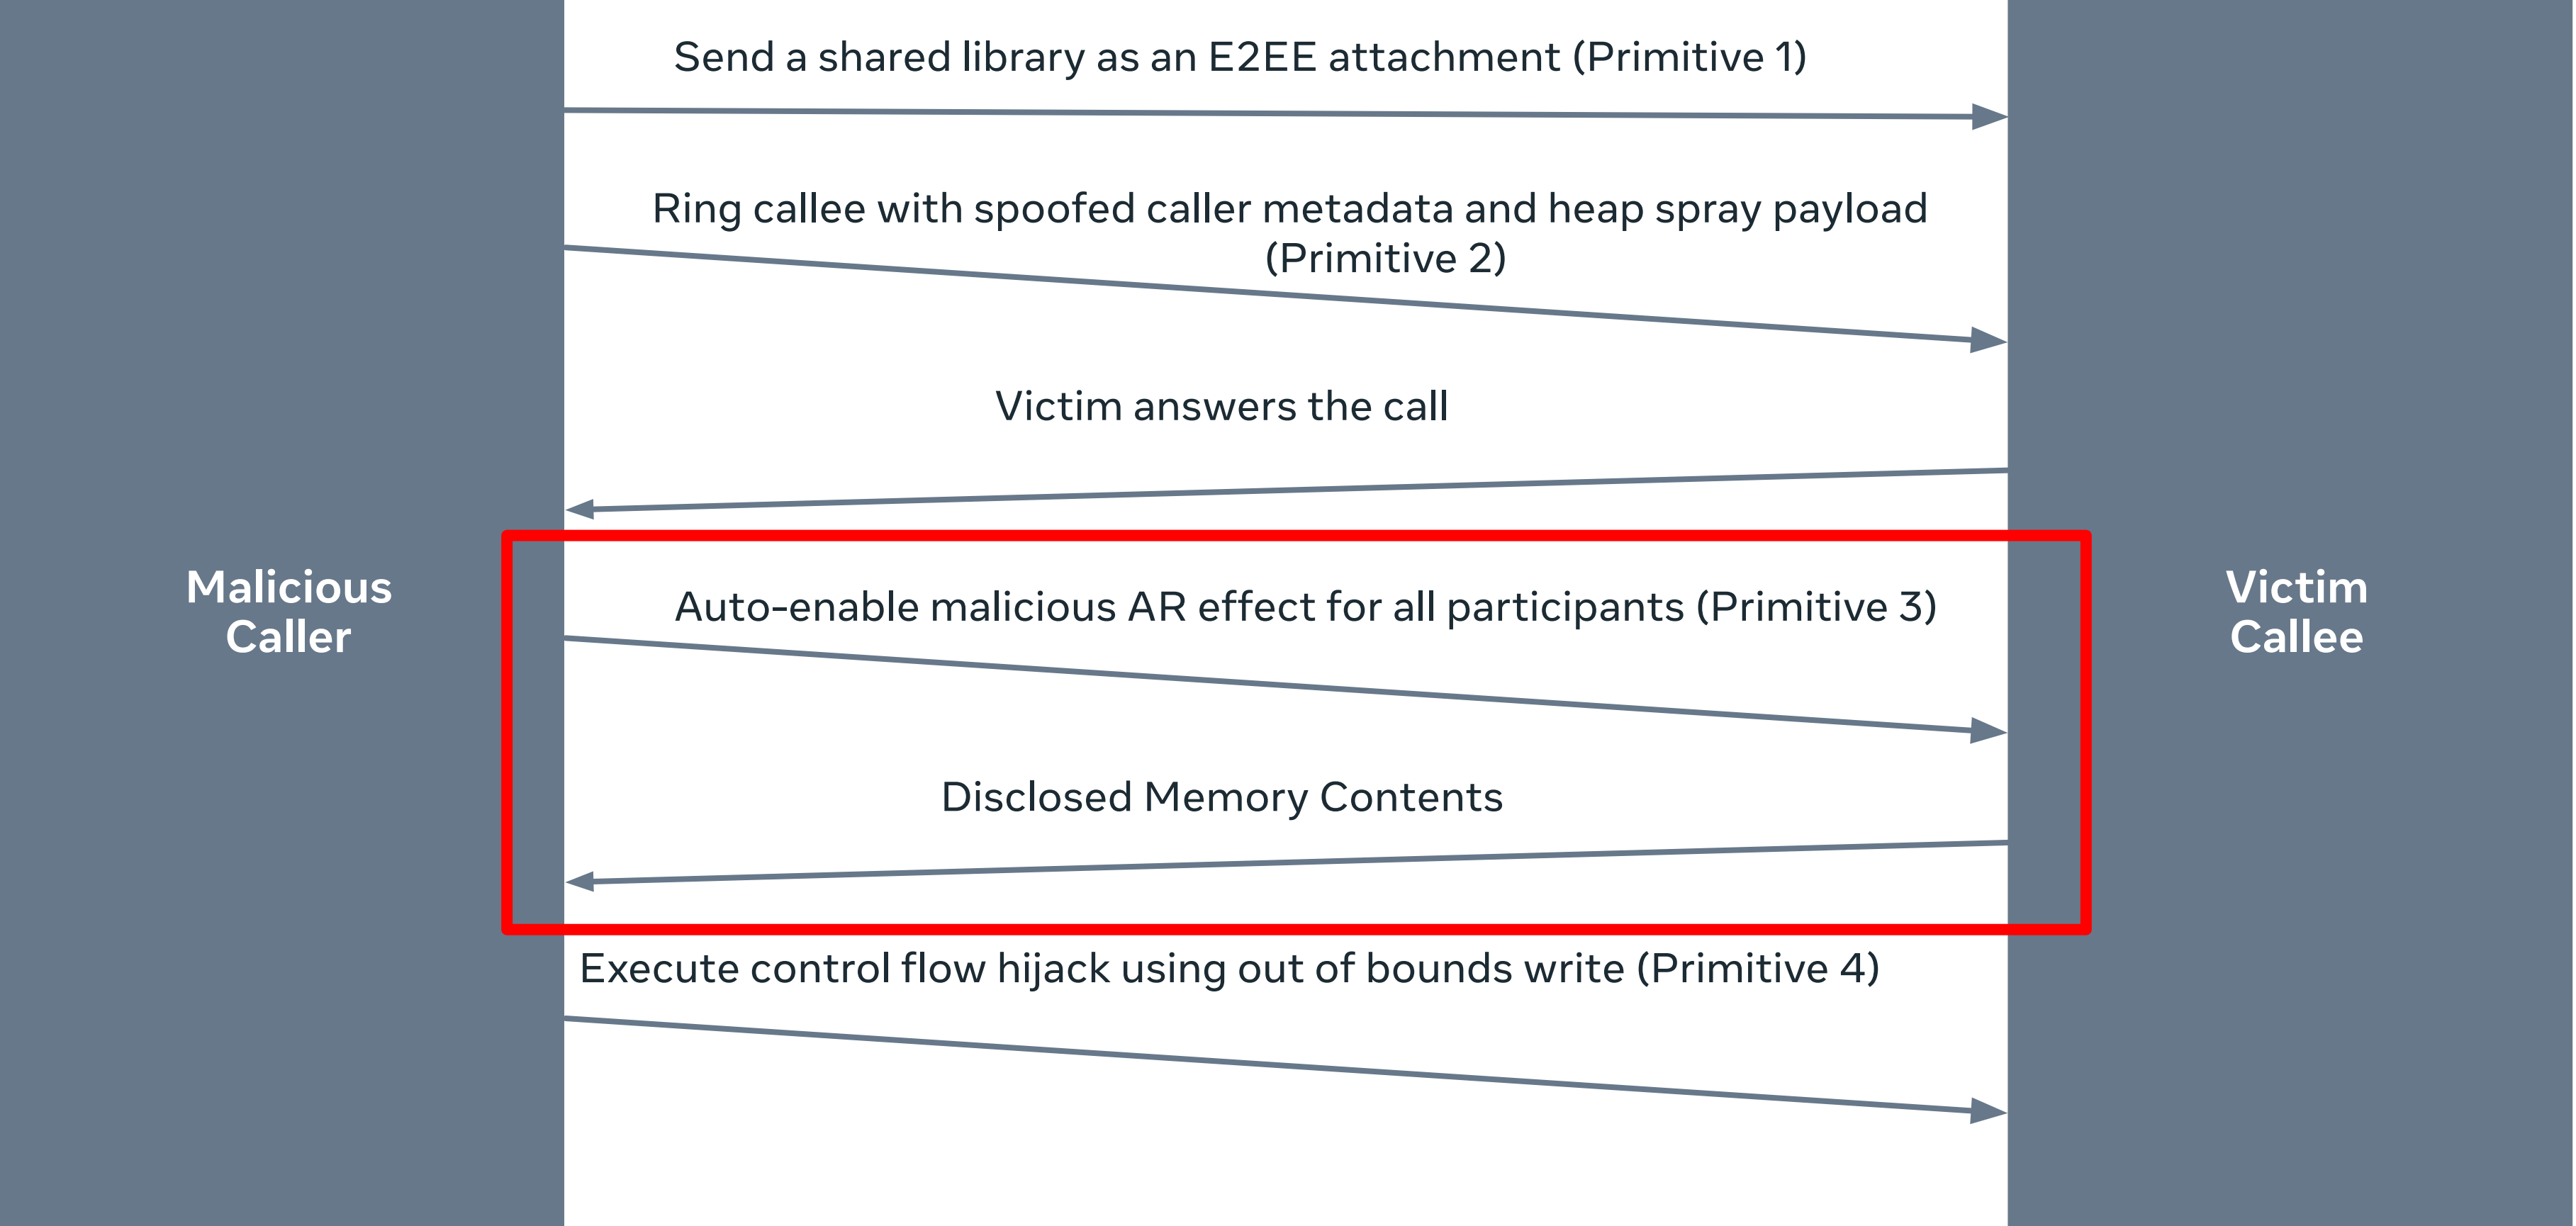 Send a shared library as an E2EE attachment (Primitive 1)
Ring callee with spoofed caller metadata and heap spray payload
(Primitive 2)
Victim answers the call
Malicious
Caller
Auto-enable malicious AR effect for all participants (Primitive 3)
Victim
Callee
Disclosed Memory Contents
Execute control flow hijack using out of bounds write (Primitive 4)